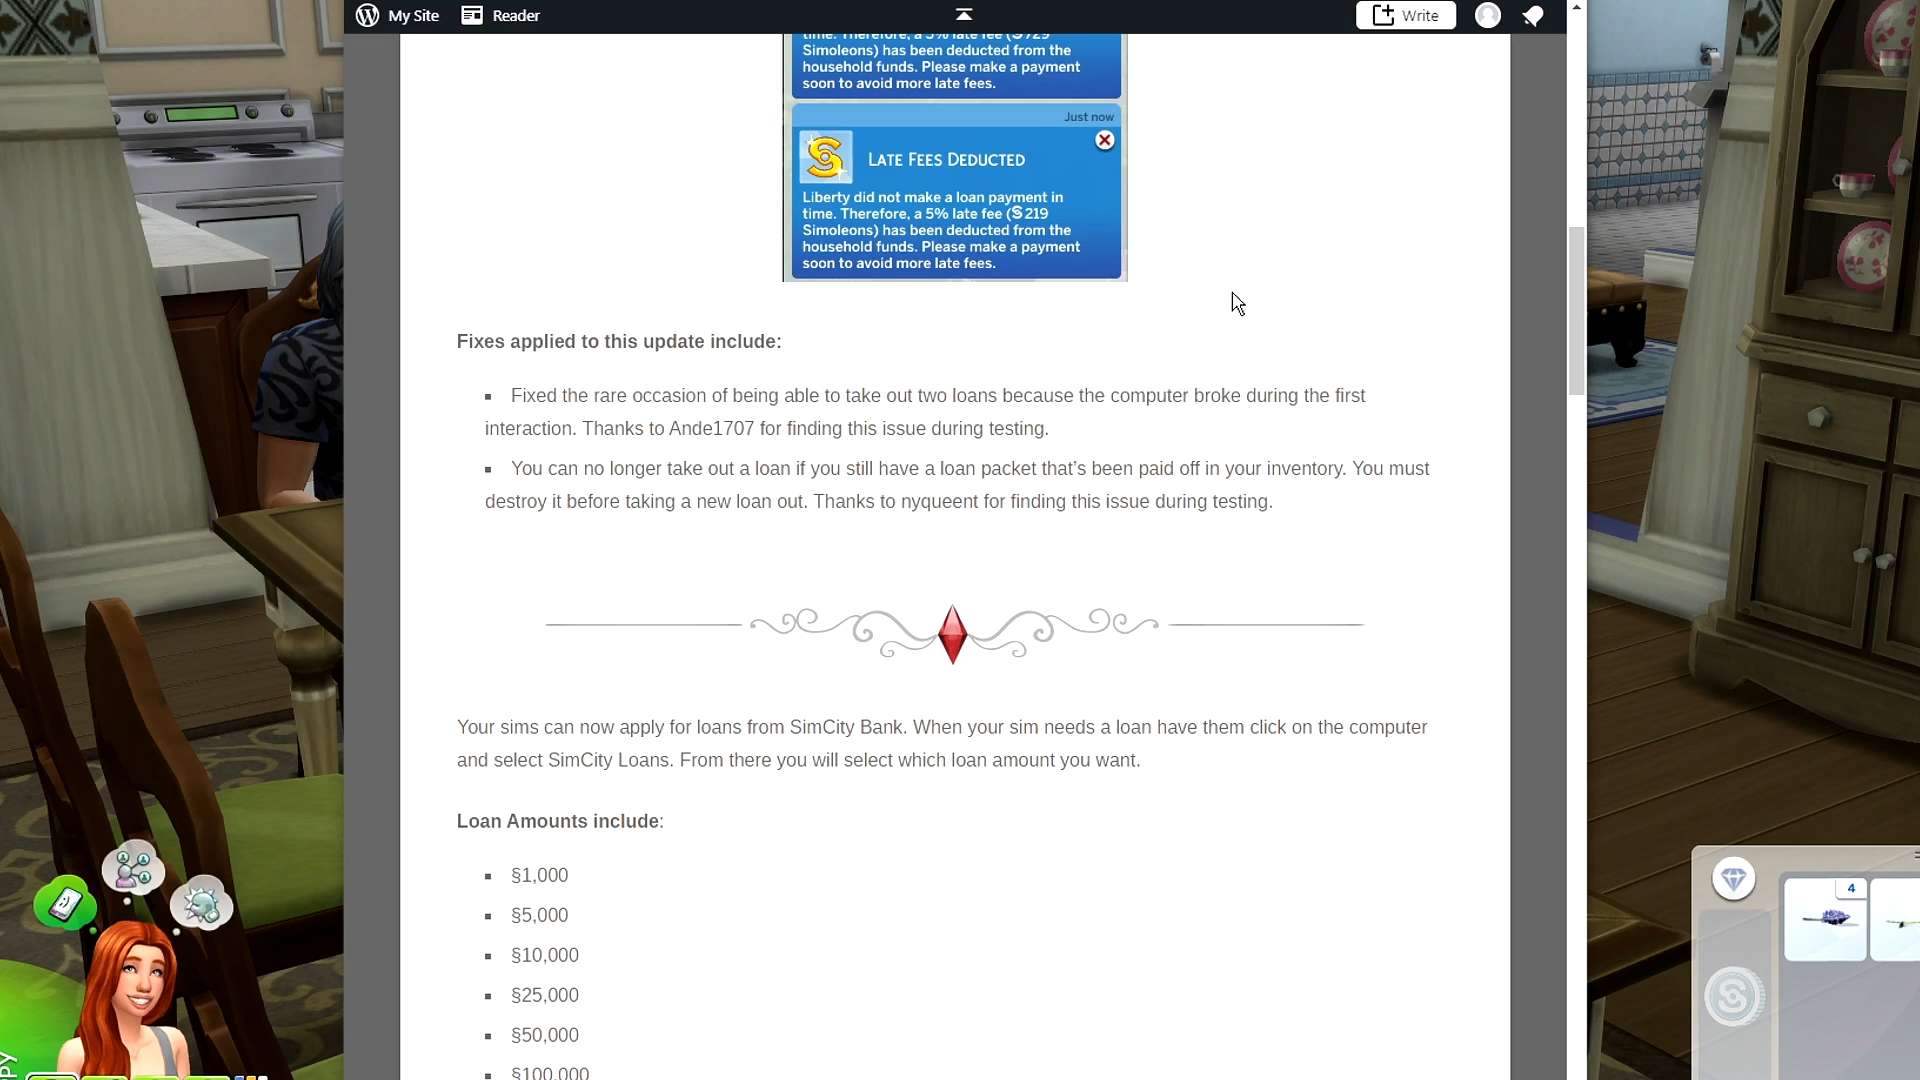 My Site
Reader
Write
time. Therefore, a 5% late fee (§729
Simoleons) has been deducted from the
household funds. Please make a payment
soon to avoid more late fees.
Just now
LATE FEES DEDUCTED
Liberty did not make a loan payment in
time. Therefore, a 5% late fee (§219
Simoleons) has been deducted from the
household funds. Please make a payment
soon to avoid more late fees.
Fixes applied to this update include:
Fixed the rare occasion of being able to take out two loans because the computer broke during the first
interaction. Thanks to Ande1707 for finding this issue during testing.
You can no longer take out a loan if you still have a loan packet that’s been paid off in your inventory. You must
destroy it before taking a new loan out. Thanks to nyqueent for finding this issue during testing.
Your sims can now apply for loans from SimCity Bank. When your sim needs a loan have them click on the computer
and select SimCity Loans. From there you will select which loan amount you want.
Loan Amounts include:
§1,000
§5,000
§10,000
§25,000
§50,000
§100,000
4